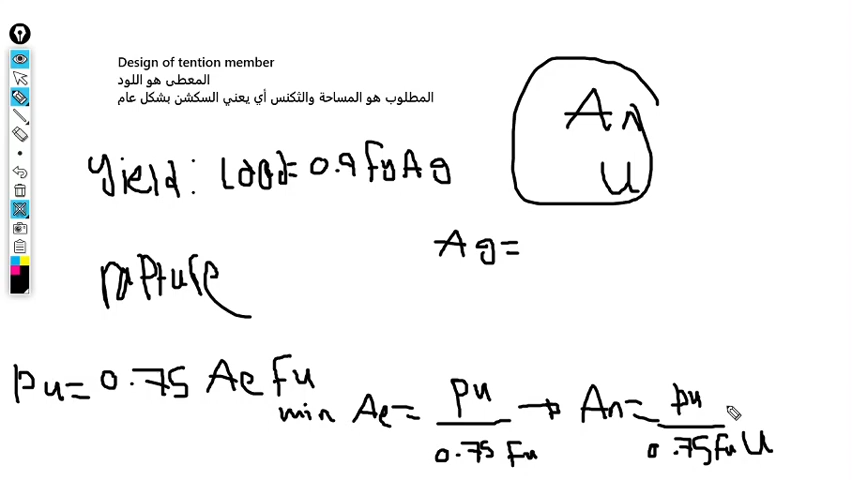 Design of tention member
المعطى هو اللود
المطلوب هو المساحة والثكنس أي يعني السكشن بشكل عام
An
U
yield: Load= 0.9 Fy Ag
Ag=
rapture
Pu= 0.75 Ae Fu
min Ae= Pu / 0.75 Fu → An= Pu / 0.75 Fu U